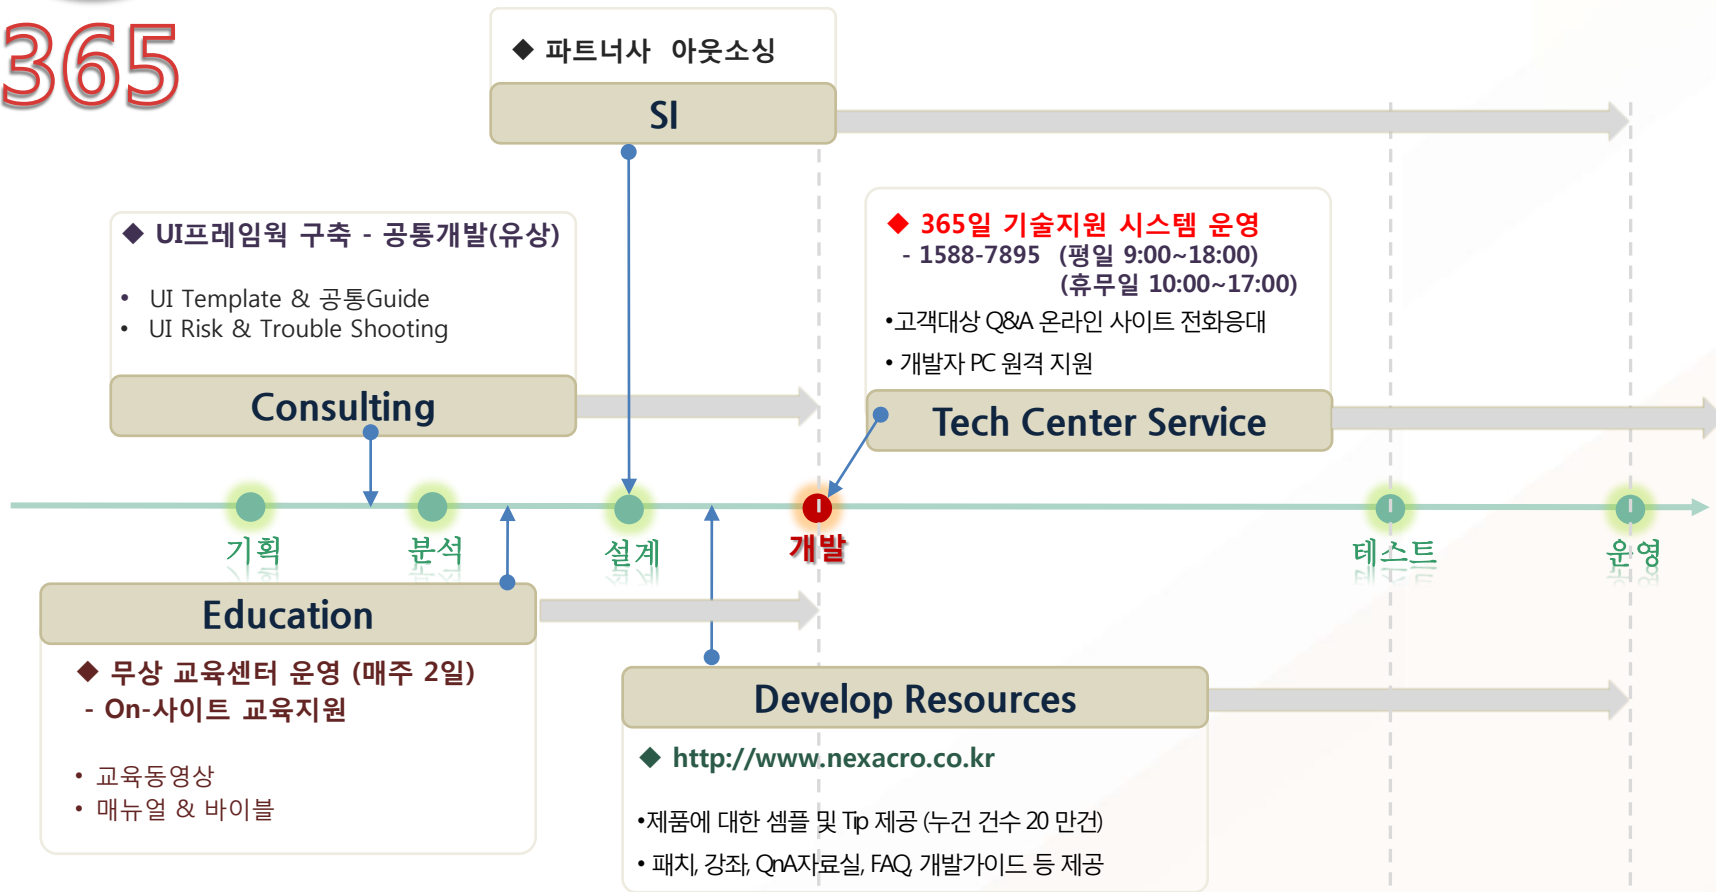 365
◆ 파트너사 아웃소싱
SI
◆ UI프레임웍 구축 - 공통개발(유상)
• UI Template & 공통Guide
• UI Risk & Trouble Shooting
Consulting
◆ 365일 기술지원 시스템 운영
- 1588-7895 (평일 9:00~18:00)
(휴무일 10:00~17:00)
•고객대상 Q&A 온라인 사이트 전화응대
• 개발자 PC 원격 지원
Tech Center Service
기획
분석
설계
개발
테스트
운영
Education
◆ 무상 교육센터 운영 (매주 2일)
- On-사이트 교육지원
• 교육동영상
• 매뉴얼 & 바이블
Develop Resources
◆ http://www.nexacro.co.kr
•제품에 대한 셈플 및 Tip 제공 (누건 건수 20 만건)
• 패치, 강좌, QnA자료실, FAQ, 개발가이드 등 제공